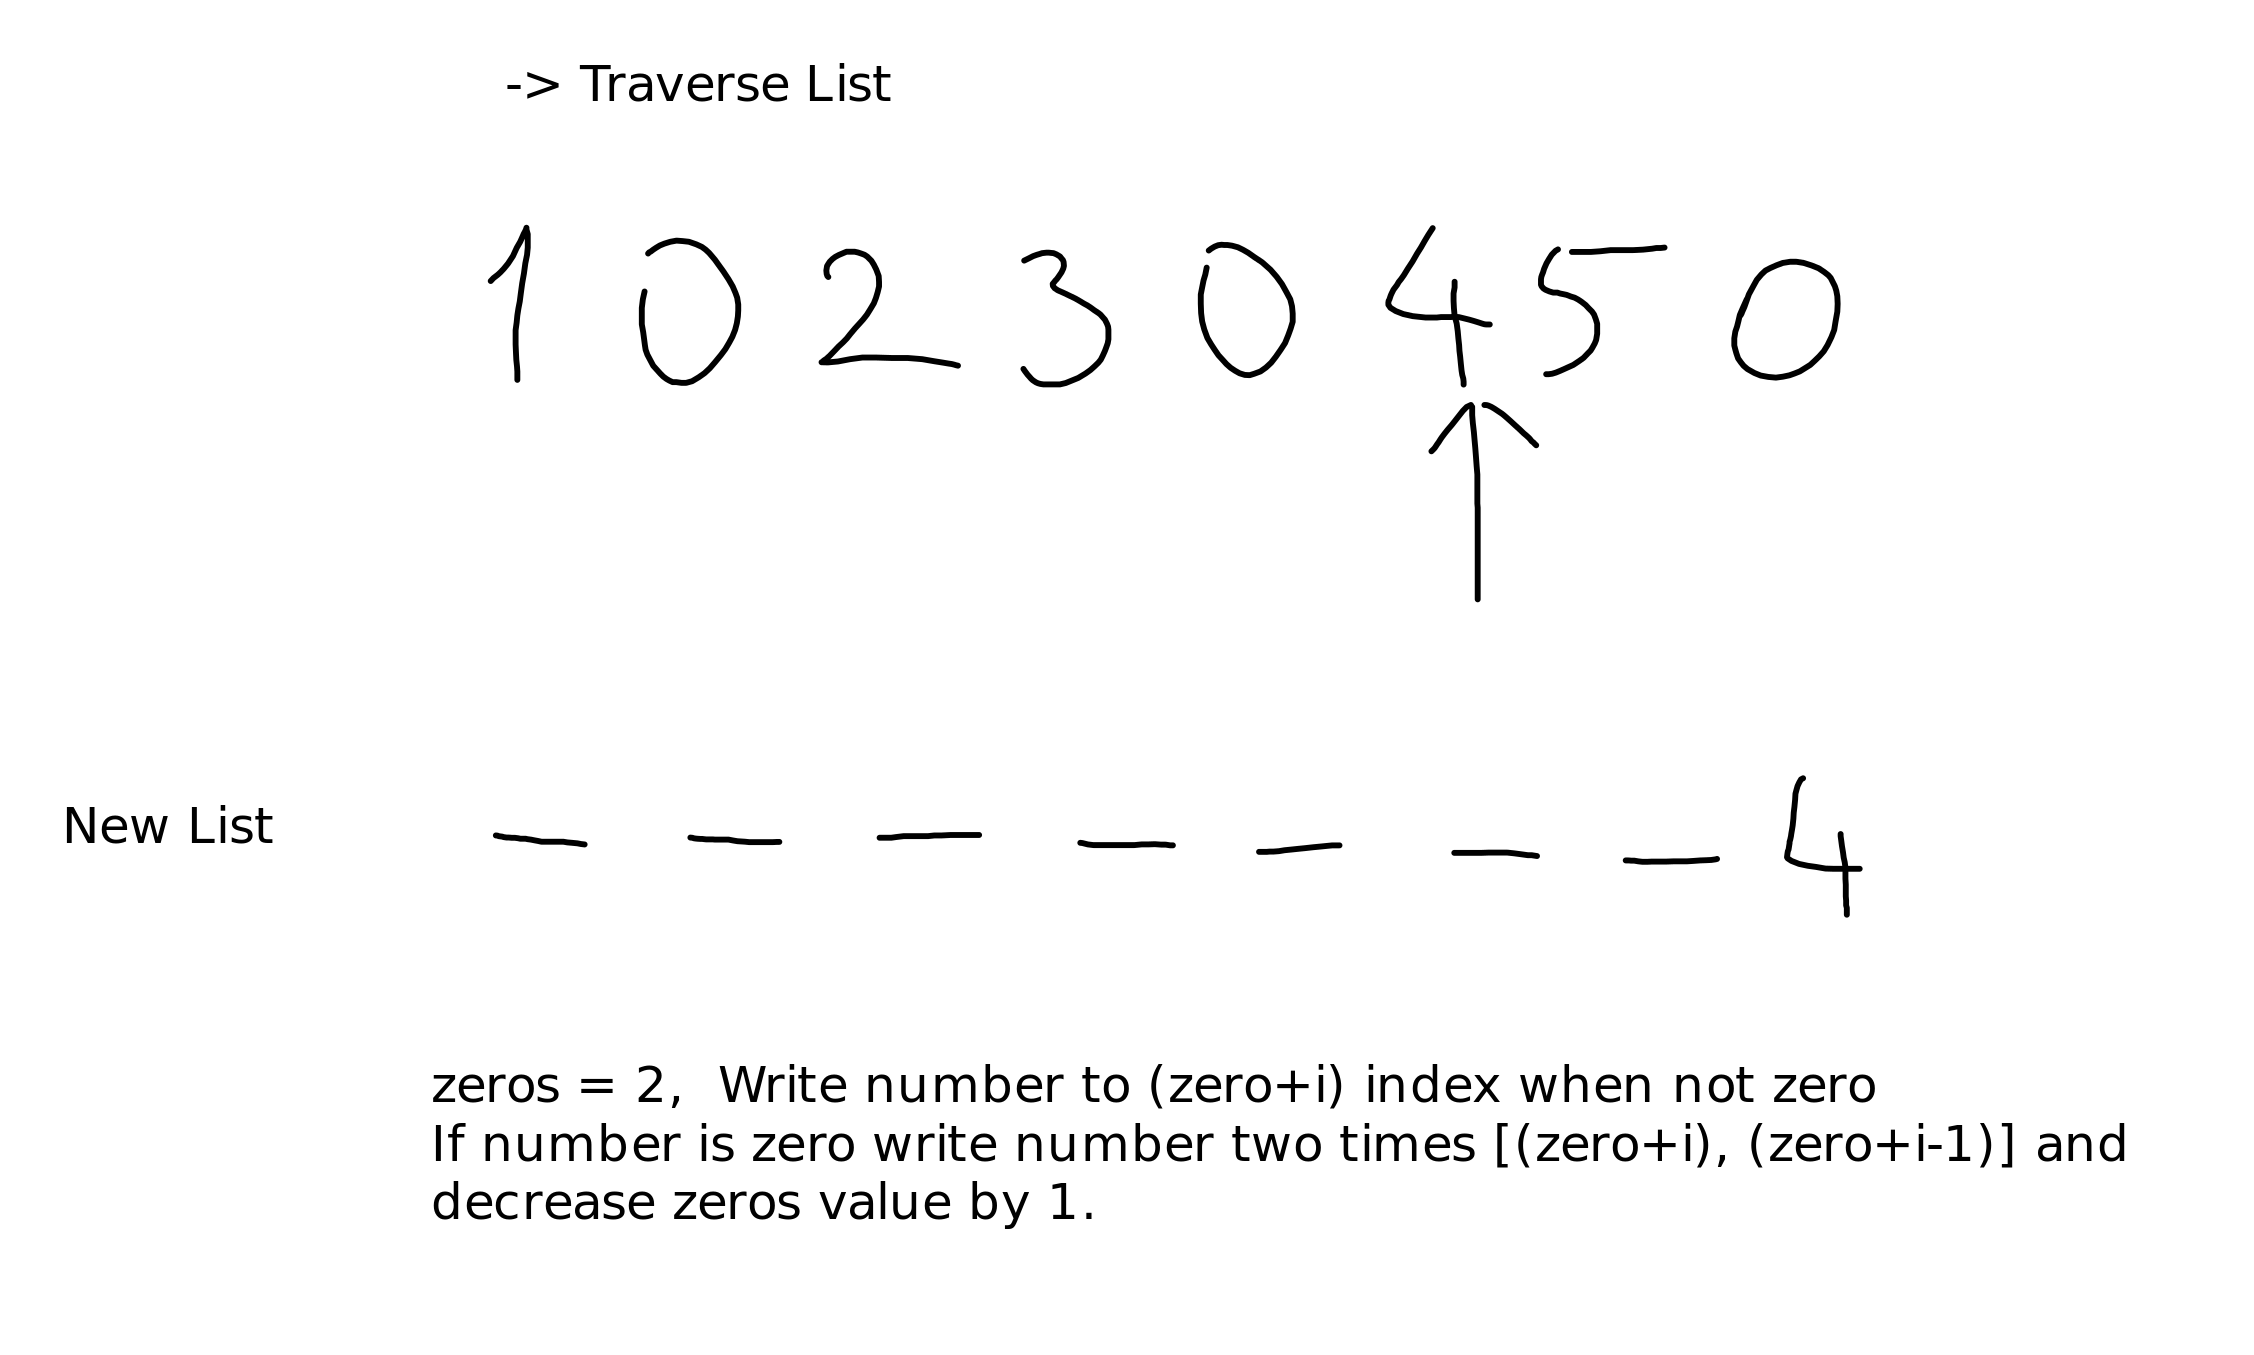 -> Traverse List
1 0 2 3 0 4 5 0
New List _ _ _ _ _ _ _ 4
zeros = 2,  Write number to (zero+i) index when not zero
If number is zero write number two times [(zero+i), (zero+i-1)] and
decrease zeros value by 1.